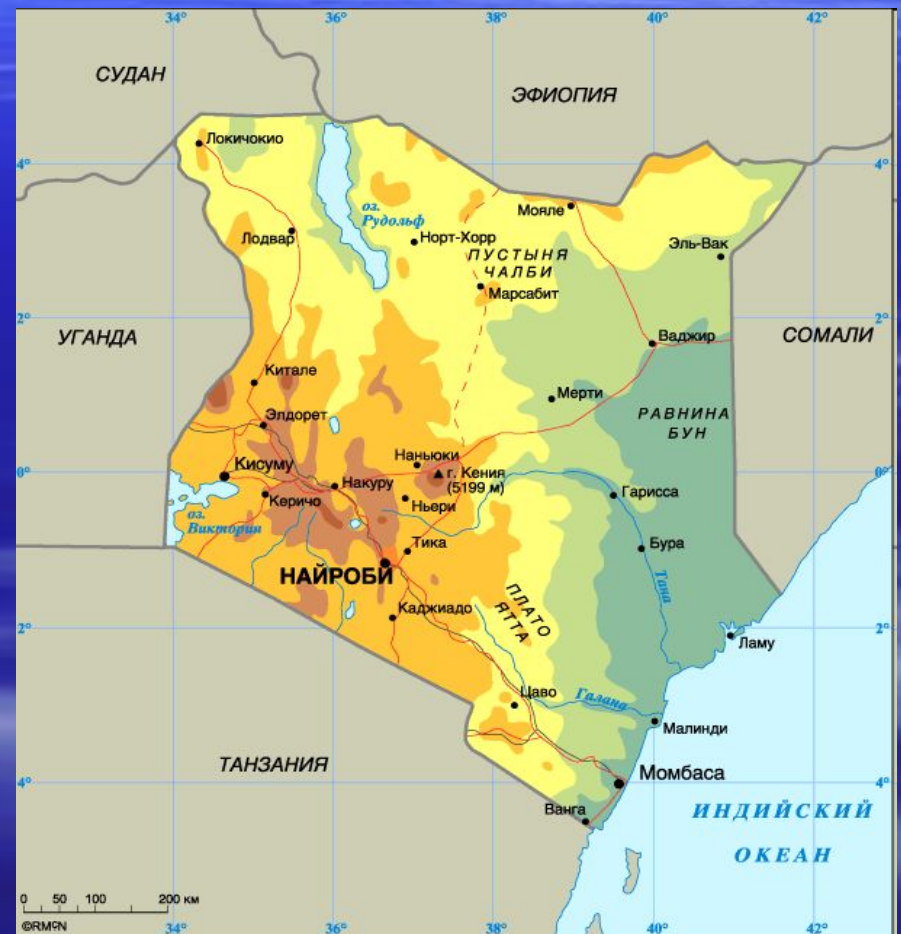 34° 36° 38° 40° 42°
СУДАН
ЭФИОПИЯ
Локичокио
4° 4°
оз.
Рудольф
Мояле
Лодвар
Норт-Хорр
Эль-Вак
ПУСТЫНЯ
ЧАЛБИ
Марсабит
2° 2°
УГАНДА
СОМАЛИ
Ваджир
Китале
Мерти
РАВНИНА
БУН
Элдорет
Наньюки
Кисуму
0° 0°
г. Кения
(5199 м)
Накуру
Керичо
Ньери
Гарисса
оз.
Виктория
Тика
Бура
НАЙРОБИ
Тана
ПЛАТО
ЯТТА
Каджиадо
2° 2°
Ламу
Цаво
Галана
Малинди
ТАНЗАНИЯ
Момбаса
4° 4°
Ванга
ИНДИЙСКИЙ
ОКЕАН
0 50 100 200 км
©RMCN
34° 36° 38° 40° 42°